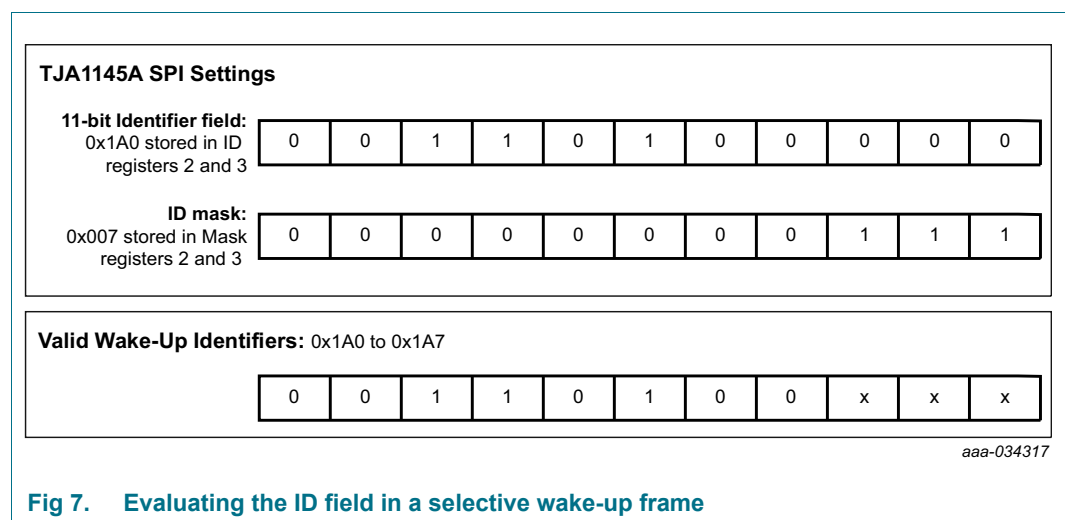 TJA1145A SPI Settings
11-bit Identifier field:
0x1A0 stored in ID
registers 2 and 3
0 0 1 1 0 1 0 0 0 0 0
ID mask:
0x007 stored in Mask
registers 2 and 3
0 0 0 0 0 0 0 0 1 1 1
Valid Wake-Up Identifiers: 0x1A0 to 0x1A7
0 0 1 1 0 1 0 0 x x x
aaa-034317
Fig 7. Evaluating the ID field in a selective wake-up frame